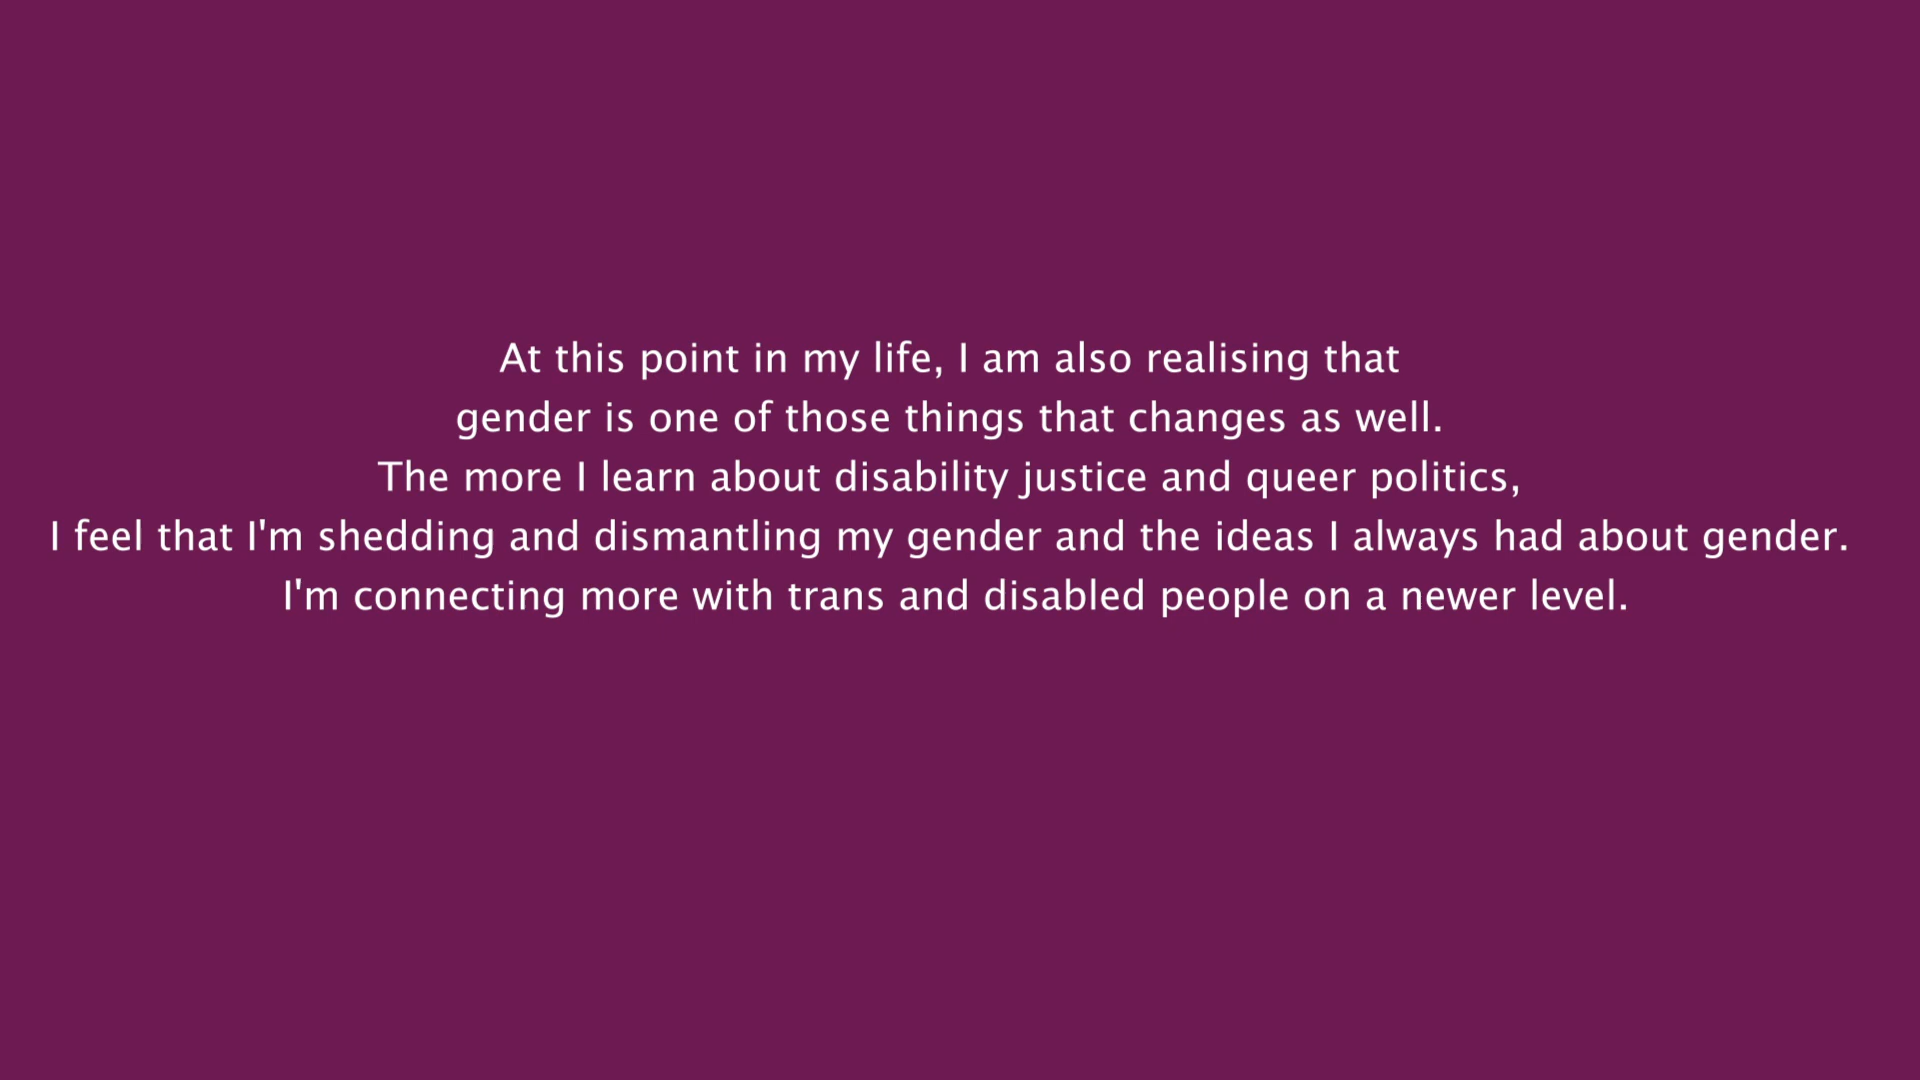 At this point in my life, I am also realising that
gender is one of those things that changes as well.
The more I learn about disability justice and queer politics,
I feel that I'm shedding and dismantling my gender and the ideas I always had about gender.
I'm connecting more with trans and disabled people on a newer level.